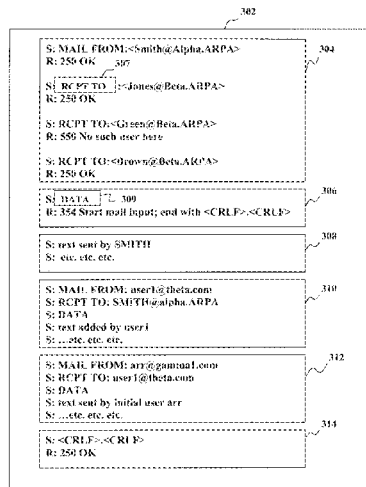 302
S: MAIL FROM:<Smith@Alpha.ARPA>
R: 250 OK
304
307
S: RCPT TO :<Jones@Beta.ARPA>
R: 250 OK
S: RCPT TO:<Green@Beta.ARPA>
R: 550 No such user here
S: RCPT TO:<Brown@Beta.ARPA>
R: 250 OK
S: DATA 309
306
R: 354 Start mail input; end with <CRLF>.<CRLF>
S: text sent by SMITH
308
S: etc. etc. etc.
S: MAIL FROM: user1@theta.com
310
S: RCPT TO: SMITH@alpha.ARPA
S: DATA
S: text added by user1
S: ...etc. etc. etc.
S: MAIL FROM: arr@gamma1.com
312
S: RCPT TO: user1@theta.com
S: DATA
S: text sent by initial user arr
S: ...etc. etc. etc.
314
S: <CRLF>.<CRLF>
R: 250 OK